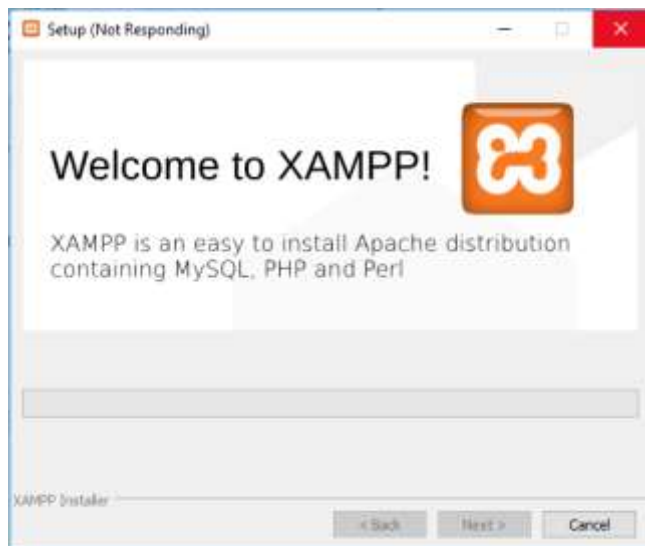 Setup (Not Responding)
Welcome to XAMPP!
XAMPP is an easy to install Apache distribution
containing MySQL, PHP and Perl
XAMPP Installer
< Back
Next >
Cancel